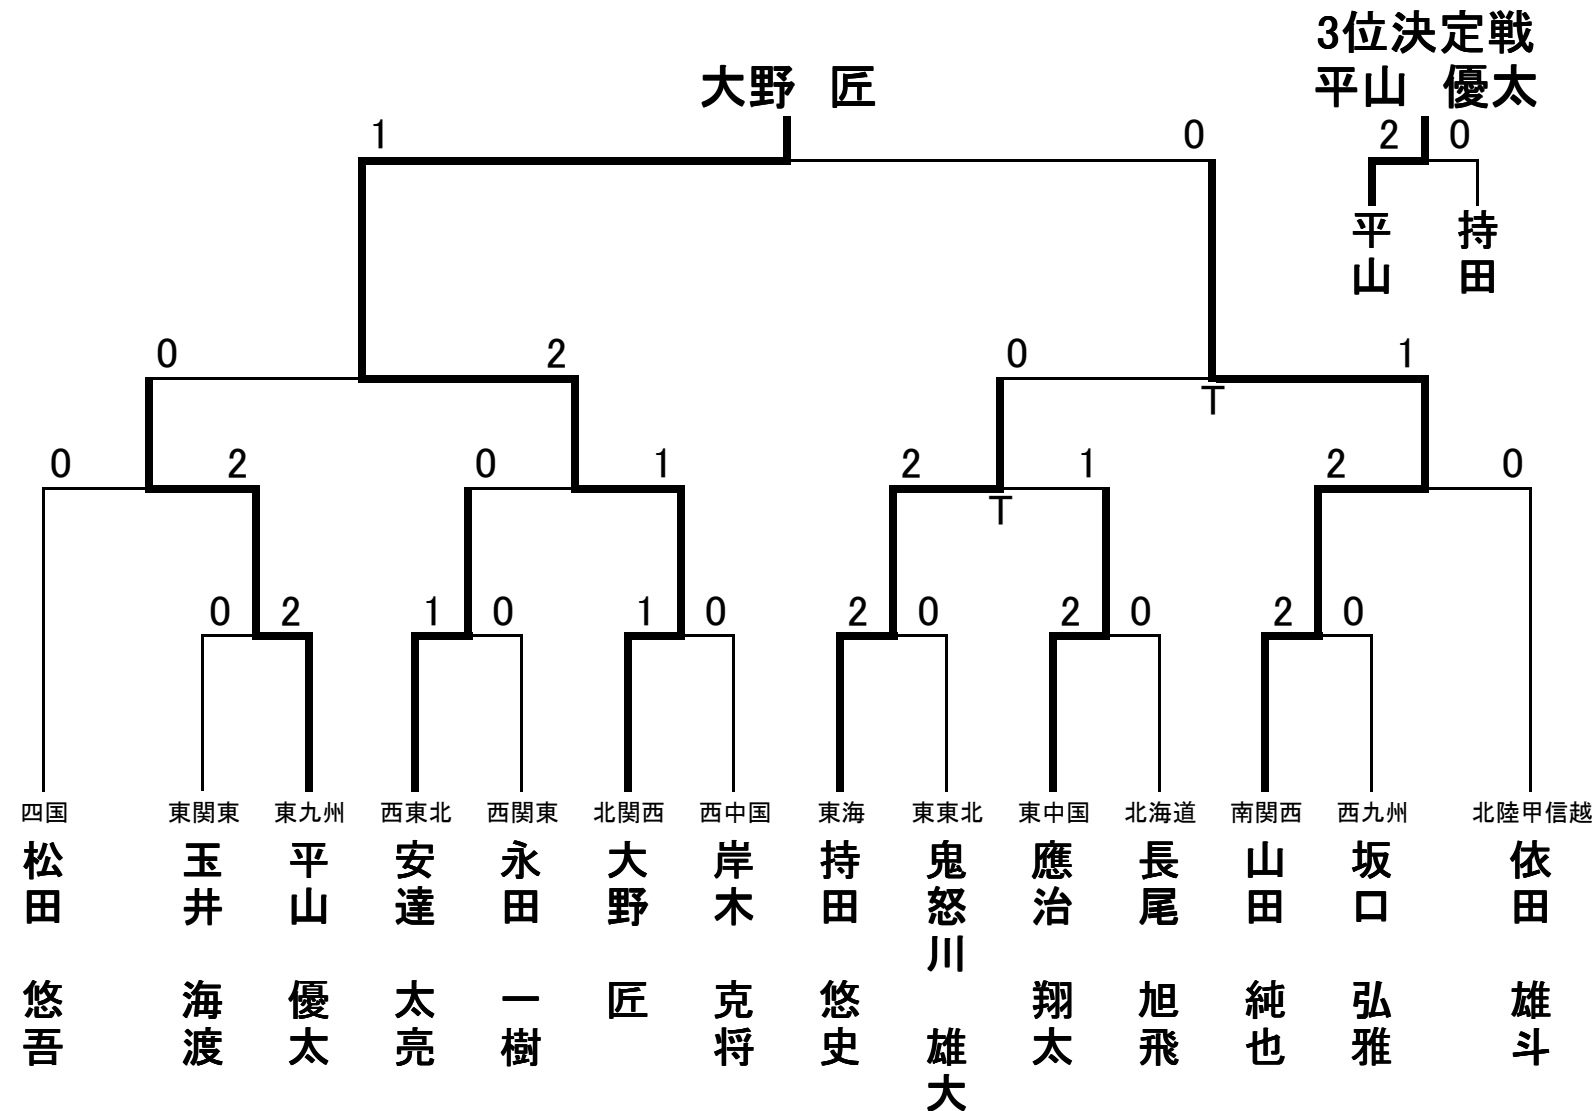 3位決定戦
大野 匠
平山 優太
1 0
2 0
平山 持田
0 2 0 1
T
0 2 0 1 2 1 2 0
T
0 2 1 0 1 0 2 0 2 0 2 0
四国 東関東 東九州 西東北 西関東 北関西 西中国 東海 東東北 東中国 北海道 南関西 西九州 北陸甲信越
松田 悠吾
玉井 海渡
平山 優太
安達 太亮
永田 一樹
大野 匠
岸木 克将
持田 悠史
鬼怒川 雄大
應治 翔太
長尾 旭飛
山田 純也
坂口 弘雅
依田 雄斗